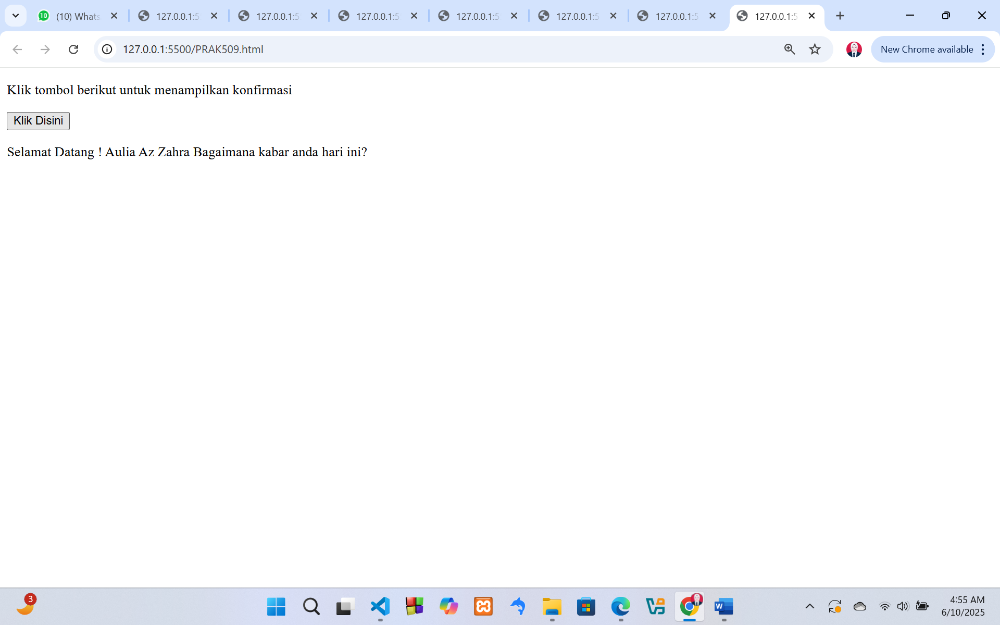 (10) Whats
127.0.0.1:5
127.0.0.1:5
127.0.0.1:5
127.0.0.1:5
127.0.0.1:5
127.0.0.1:5
127.0.0.1:5
127.0.0.1:5500/PRAK509.html
New Chrome available
Klik tombol berikut untuk menampilkan konfirmasi
Klik Disini
Selamat Datang ! Aulia Az Zahra Bagaimana kabar anda hari ini?
3
4:55 AM
6/10/2025